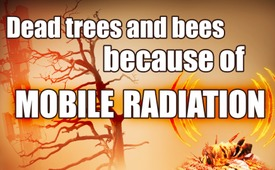 Dead trees and bees
because of
MOBILE RADIATION